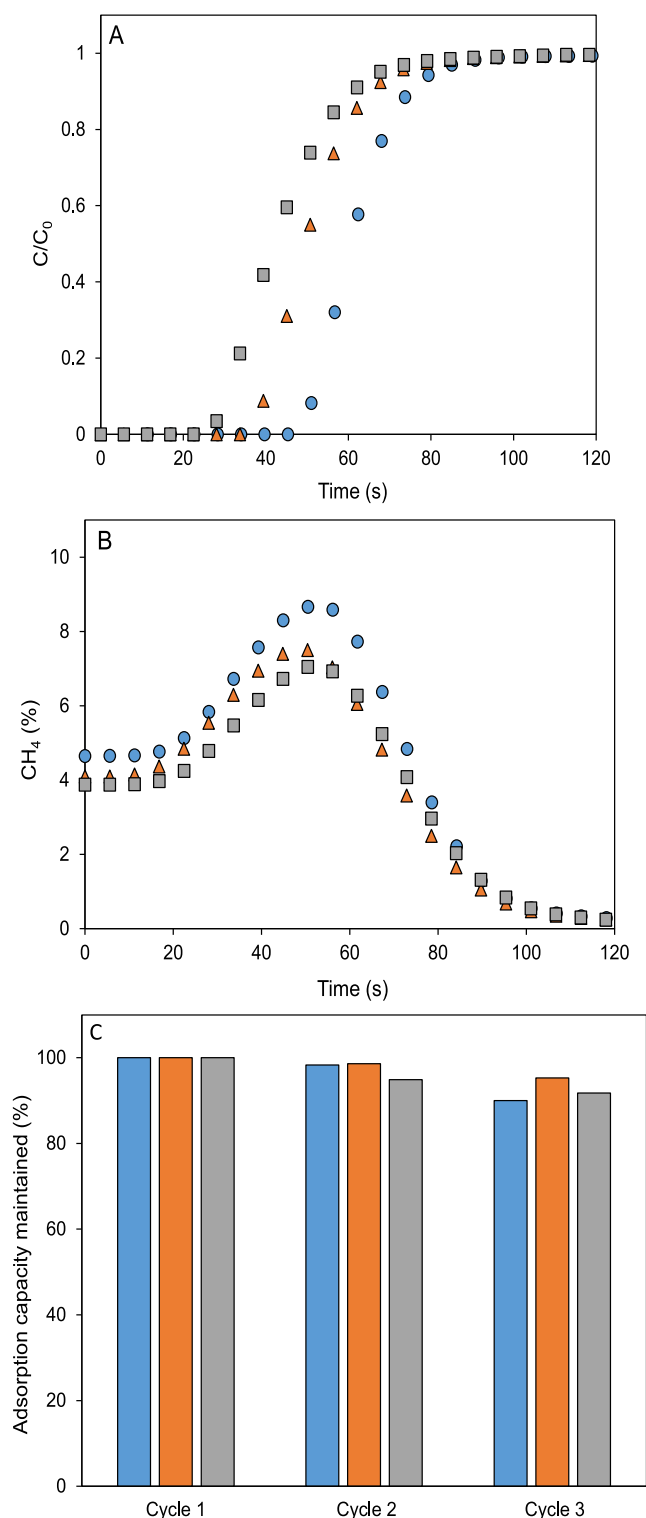 A
1
0.8
0.6
0.4
0.2
0
C/C₀
0 20 40 60 80 100 120
Time (s)
B
10
8
6
4
2
0
CH₄ (%)
0 20 40 60 80 100 120
Time (s)
C
100
80
60
40
20
0
Adsorption capacity maintained (%)
Cycle 1 Cycle 2 Cycle 3